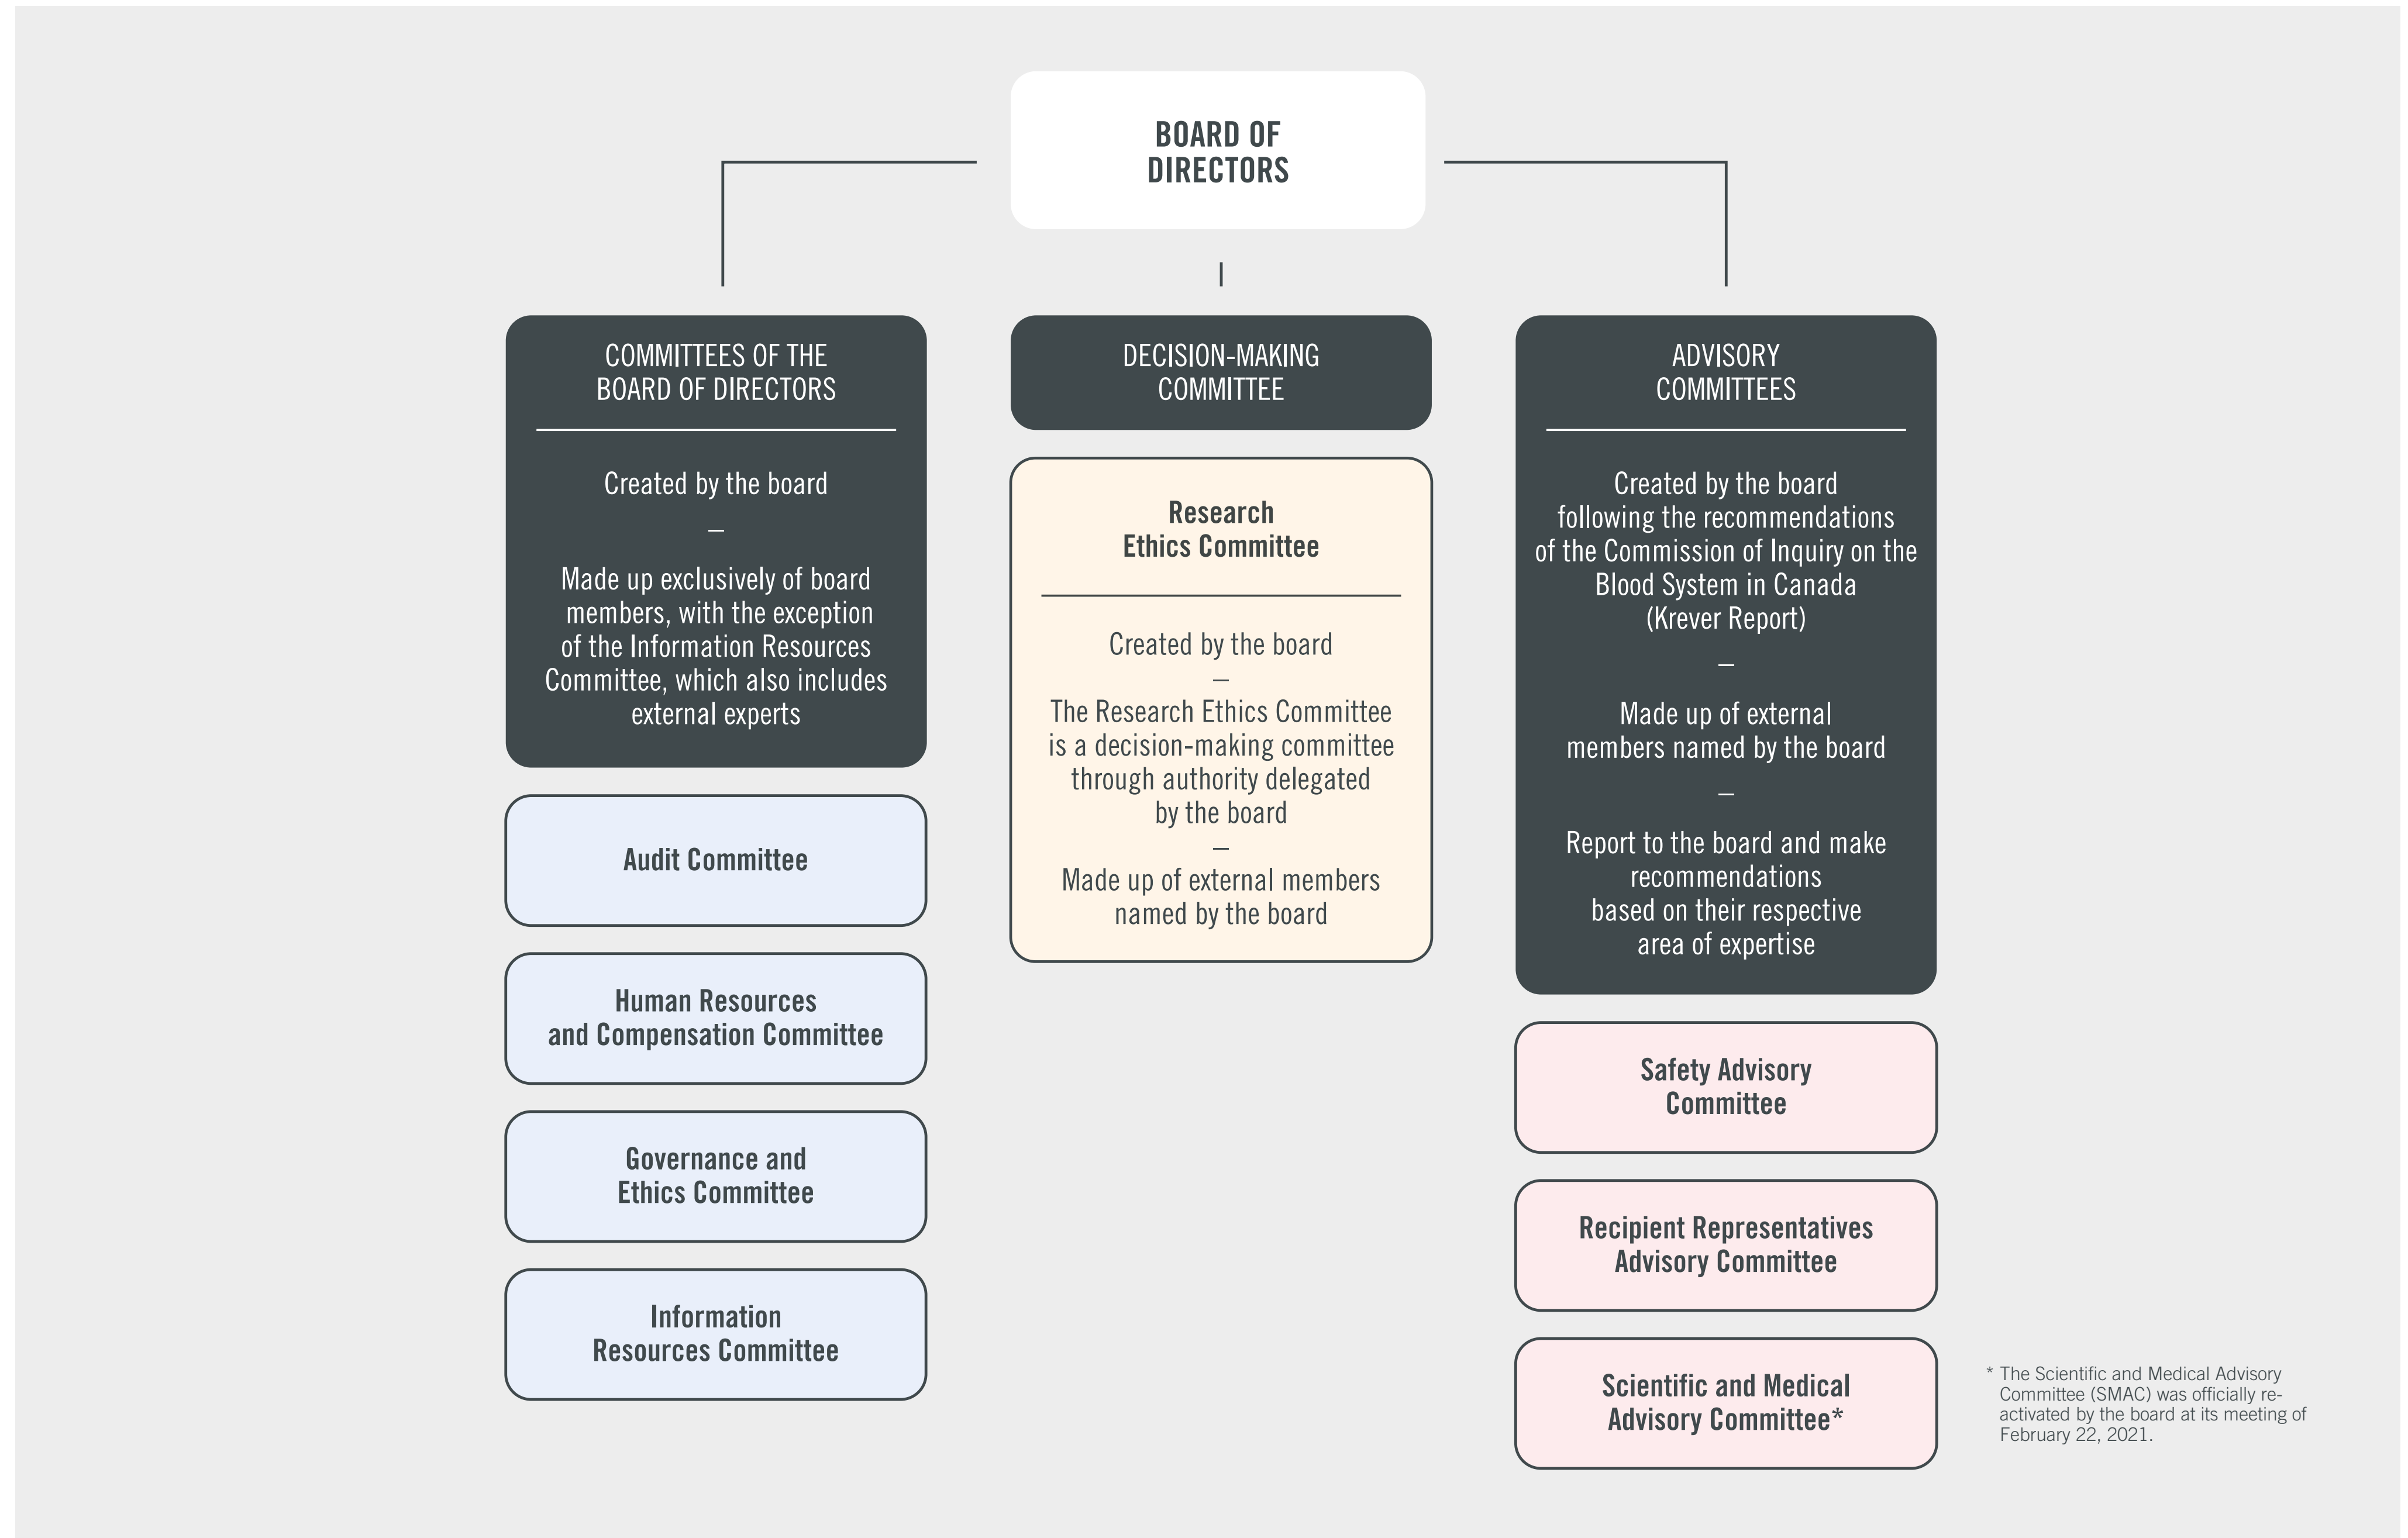 BOARD OF
DIRECTORS
COMMITTEES OF THE
BOARD OF DIRECTORS
Created by the board
–
Made up exclusively of board
members, with the exception
of the Information Resources
Committee, which also includes
external experts
Audit Committee
Human Resources
and Compensation Committee
Governance and
Ethics Committee
Information
Resources Committee
DECISION-MAKING
COMMITTEE
Research
Ethics Committee
Created by the board
–
The Research Ethics Committee
is a decision-making committee
through authority delegated
by the board
–
Made up of external members
named by the board
ADVISORY
COMMITTEES
Created by the board
following the recommendations
of the Commission of Inquiry on the
Blood System in Canada
(Krever Report)
–
Made up of external
members named by the board
–
Report to the board and make
recommendations
based on their respective
area of expertise
Safety Advisory
Committee
Recipient Representatives
Advisory Committee
Scientific and Medical
Advisory Committee*
* The Scientific and Medical Advisory
Committee (SMAC) was officially re-
activated by the board at its meeting of
February 22, 2021.